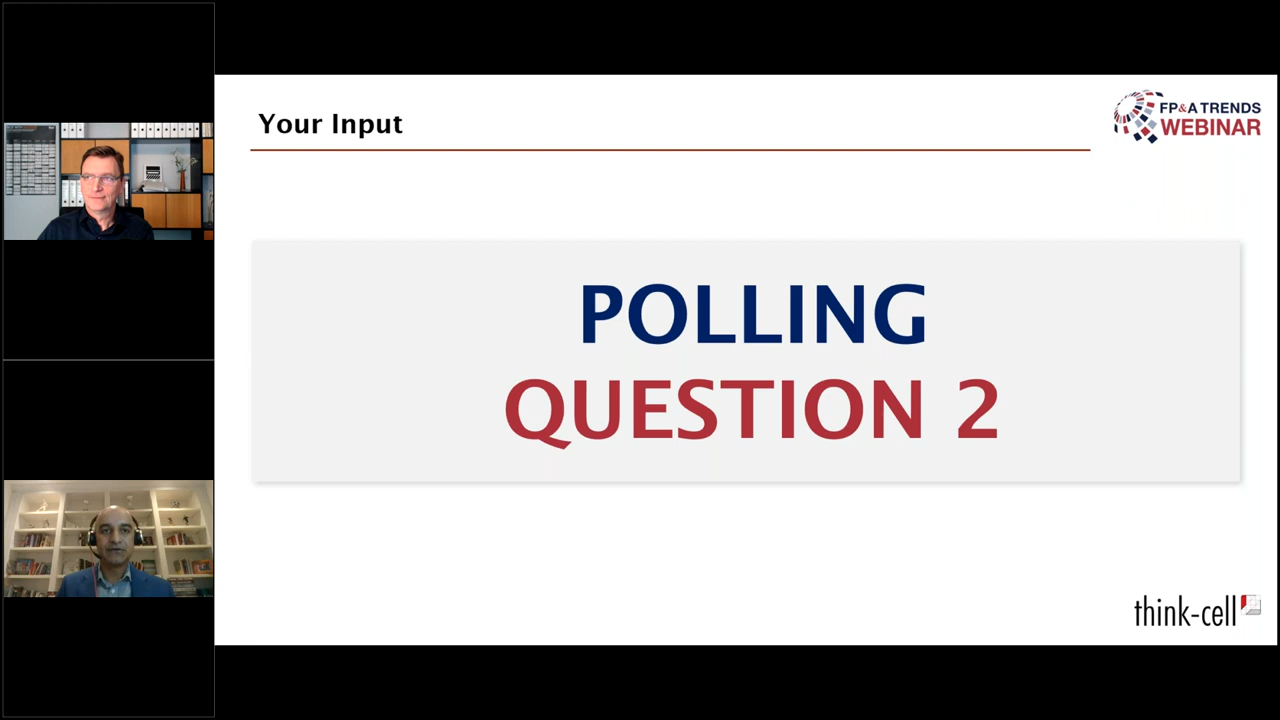 Your Input
FP&A TRENDS
WEBINAR
POLLING
QUESTION 2
think-cell